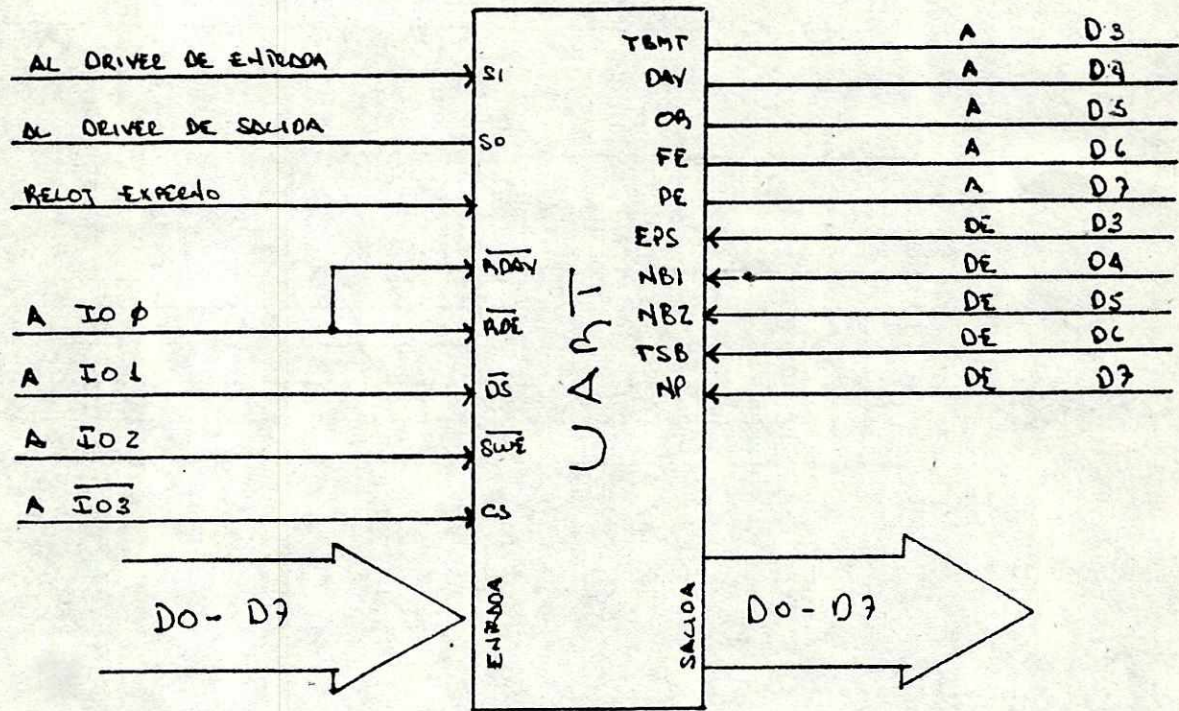 AL DRIVER DE ENTRADA
SI
AL DRIVER DE SALIDA
SO
RELOJ EXTERNO
RDAV
A IO0
RDE
A IO1
DS
A IO2
SWE
A IO3
CS
D0 - D7
ENTRADA
UART
TBMT A D3
DAV A D4
OR A D5
FE A D6
PE A D7
EPS DE D3
NB1 DE D4
NB2 DE D5
TSB DE D6
NP DE D7
SALIDA
D0 - D7